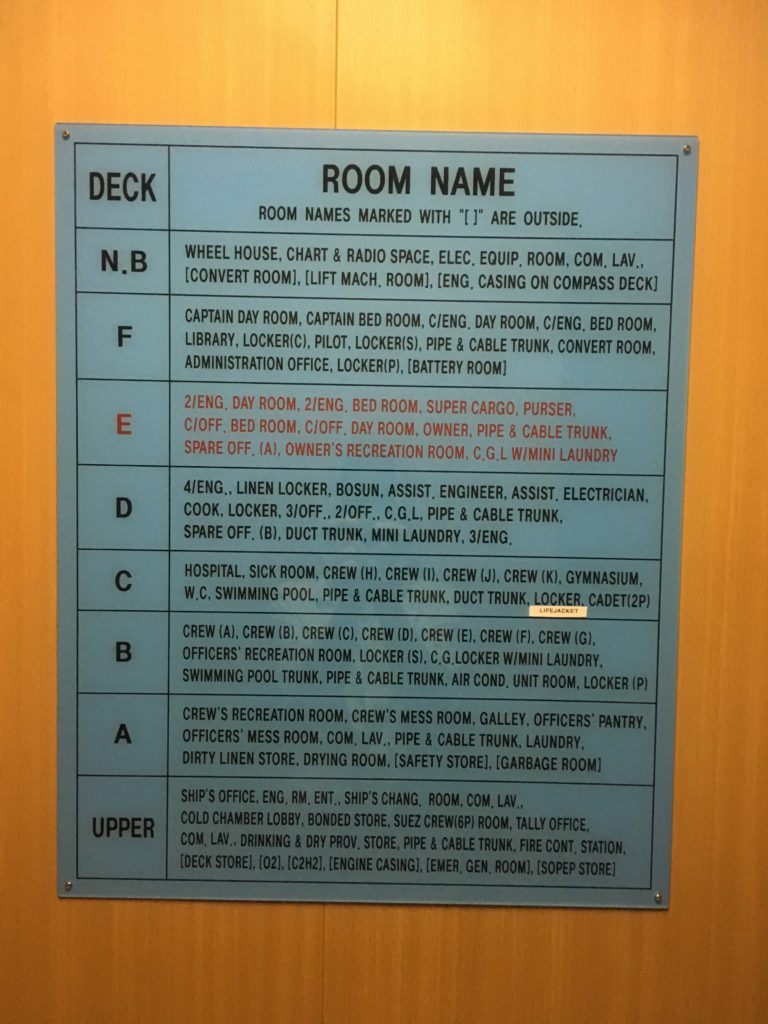 DECK
ROOM NAME
ROOM NAMES MARKED WITH "[ ]" ARE OUTSIDE.
N.B
WHEEL HOUSE, CHART & RADIO SPACE, ELEC. EQUIP. ROOM, COM. LAV.,
[CONVERT ROOM], [LIFT MACH. ROOM], [ENG. CASING ON COMPASS DECK]
F
CAPTAIN DAY ROOM, CAPTAIN BED ROOM, C/ENG. DAY ROOM, C/ENG. BED ROOM,
LIBRARY, LOCKER(C), PILOT, LOCKER(S), PIPE & CABLE TRUNK, CONVERT ROOM,
ADMINISTRATION OFFICE, LOCKER(P), [BATTERY ROOM]
E
2/ENG. DAY ROOM, 2/ENG. BED ROOM, SUPER CARGO, PURSER,
C/OFF. BED ROOM, C/OFF. DAY ROOM, OWNER, PIPE & CABLE TRUNK,
SPARE OFF. (A), OWNER'S RECREATION ROOM, C.G.L W/MINI LAUNDRY
D
4/ENG., LINEN LOCKER, BOSUN, ASSIST. ENGINEER, ASSIST. ELECTRICIAN,
COOK, LOCKER, 3/OFF., 2/OFF., C.G.L, PIPE & CABLE TRUNK,
SPARE OFF. (B), DUCT TRUNK, MINI LAUNDRY, 3/ENG.
C
HOSPITAL, SICK ROOM, CREW (H), CREW (I), CREW (J), CREW (K), GYMNASIUM,
W.C, SWIMMING POOL, PIPE & CABLE TRUNK, DUCT TRUNK, LOCKER, CADET(2P)
LIFEJACKET
B
CREW (A), CREW (B), CREW (C), CREW (D), CREW (E), CREW (F), CREW (G),
OFFICERS' RECREATION ROOM, LOCKER (S), C.G.LOCKER W/MINI LAUNDRY,
SWIMMING POOL TRUNK, PIPE & CABLE TRUNK, AIR COND. UNIT ROOM, LOCKER (P)
A
CREW'S RECREATION ROOM, CREW'S MESS ROOM, GALLEY, OFFICERS' PANTRY,
OFFICERS' MESS ROOM, COM. LAV., PIPE & CABLE TRUNK, LAUNDRY,
DIRTY LINEN STORE, DRYING ROOM, [SAFETY STORE], [GARBAGE ROOM]
UPPER
SHIP'S OFFICE, ENG. RM. ENT., SHIP'S CHANG. ROOM, COM. LAV.,
COLD CHAMBER LOBBY, BONDED STORE, SUEZ CREW(6P) ROOM, TALLY OFFICE,
COM. LAV., DRINKING & DRY PROV. STORE, PIPE & CABLE TRUNK, FIRE CONT. STATION,
[DECK STORE], [O2], [C2H2], [ENGINE CASING], [EMER. GEN. ROOM], [SOPEP STORE]